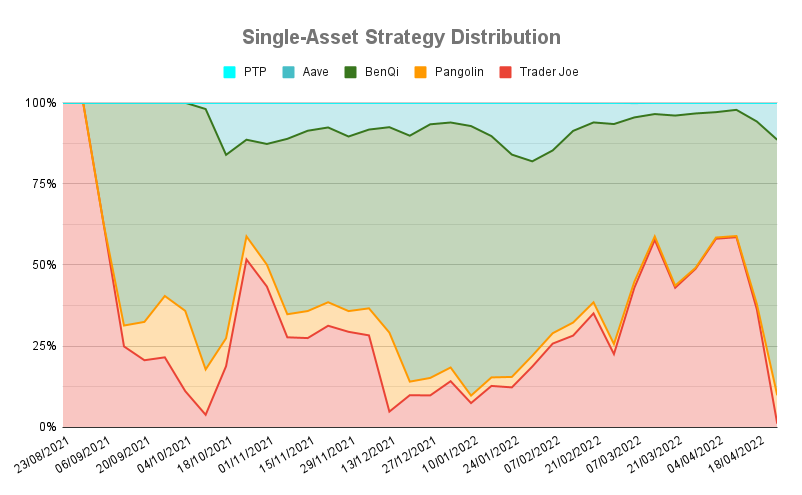 Single-Asset Strategy Distribution
PTP Aave BenQi Pangolin Trader Joe
100%
75%
50%
25%
0%
23/08/2021 06/09/2021 20/09/2021 04/10/2021 18/10/2021 01/11/2021 15/11/2021 29/11/2021 13/12/2021 27/12/2021 10/01/2022 24/01/2022 07/02/2022 21/02/2022 07/03/2022 21/03/2022 04/04/2022 18/04/2022